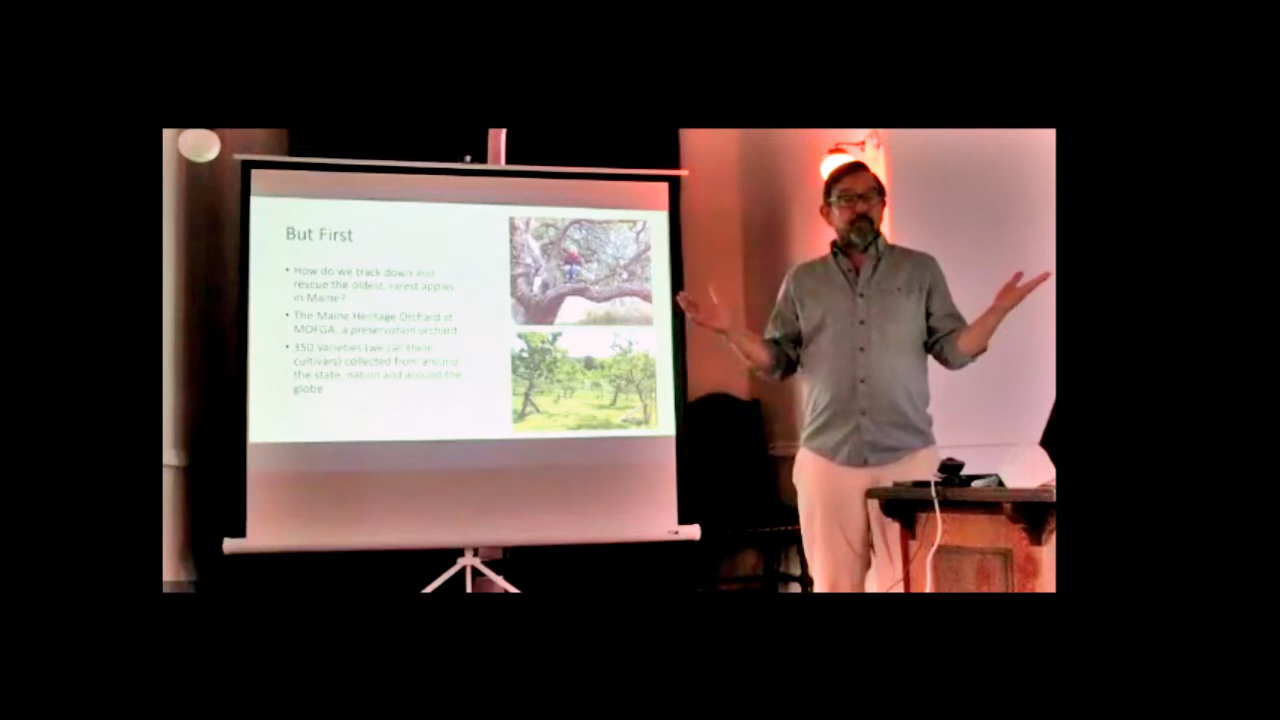 But First
• How do we track down and
rescue the oldest, rarest apples
in Maine?
• The Maine Heritage Orchard at
MOFGA, a preservation orchard
• 350 Varieties (we call them
cultivars) collected from around
the state, nation and around the
globe